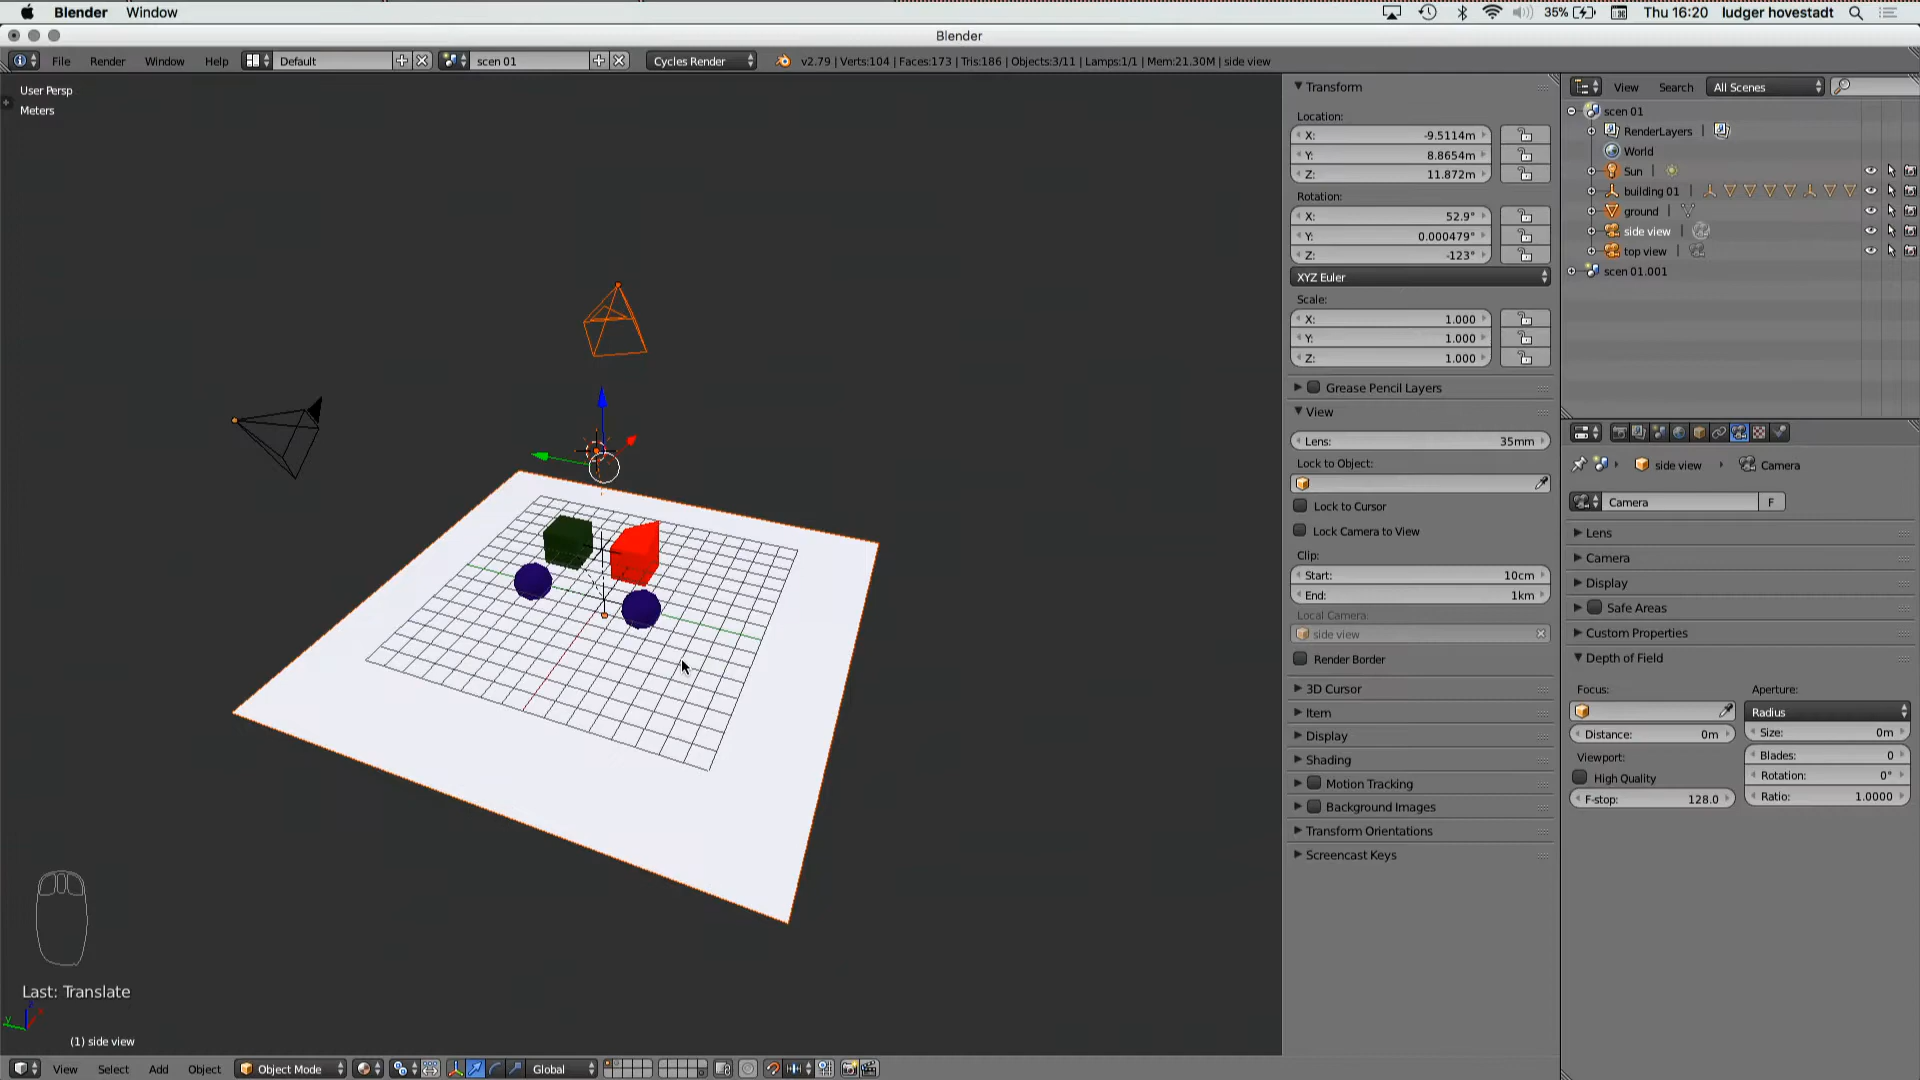 Blender Window 35% Thu 16:20 ludger hovestadt
Blender
File Render Window Help Default scen 01 Cycles Render v2.79 | Verts:104 | Faces:173 | Tris:186 | Objects:3/11 | Lamps:1/1 | Mem:21.30M | side view
User Persp
Meters
Last: Translate
(1) side view
View Select Add Object Object Mode Global
Transform
Location:
X: -9.5114m
Y: 8.8654m
Z: 11.872m
Rotation:
X: 52.9°
Y: 0.000479°
Z: -123°
XYZ Euler
Scale:
X: 1.000
Y: 1.000
Z: 1.000
Grease Pencil Layers
View
Lens: 35mm
Lock to Object:
Lock to Cursor
Lock Camera to View
Clip:
Start: 10cm
End: 1km
Local Camera:
side view
Render Border
3D Cursor
Item
Display
Shading
Motion Tracking
Background Images
Transform Orientations
Screencast Keys
View Search All Scenes
scen 01
RenderLayers |
World
Sun |
building 01 |
ground |
side view |
top view |
scen 01.001
side view Camera
Camera F
Lens
Camera
Display
Safe Areas
Custom Properties
Depth of Field
Focus: Aperture:
Radius
Distance: 0m Size: 0m
Viewport: Blades: 0
High Quality Rotation: 0°
F-stop: 128.0 Ratio: 1.0000